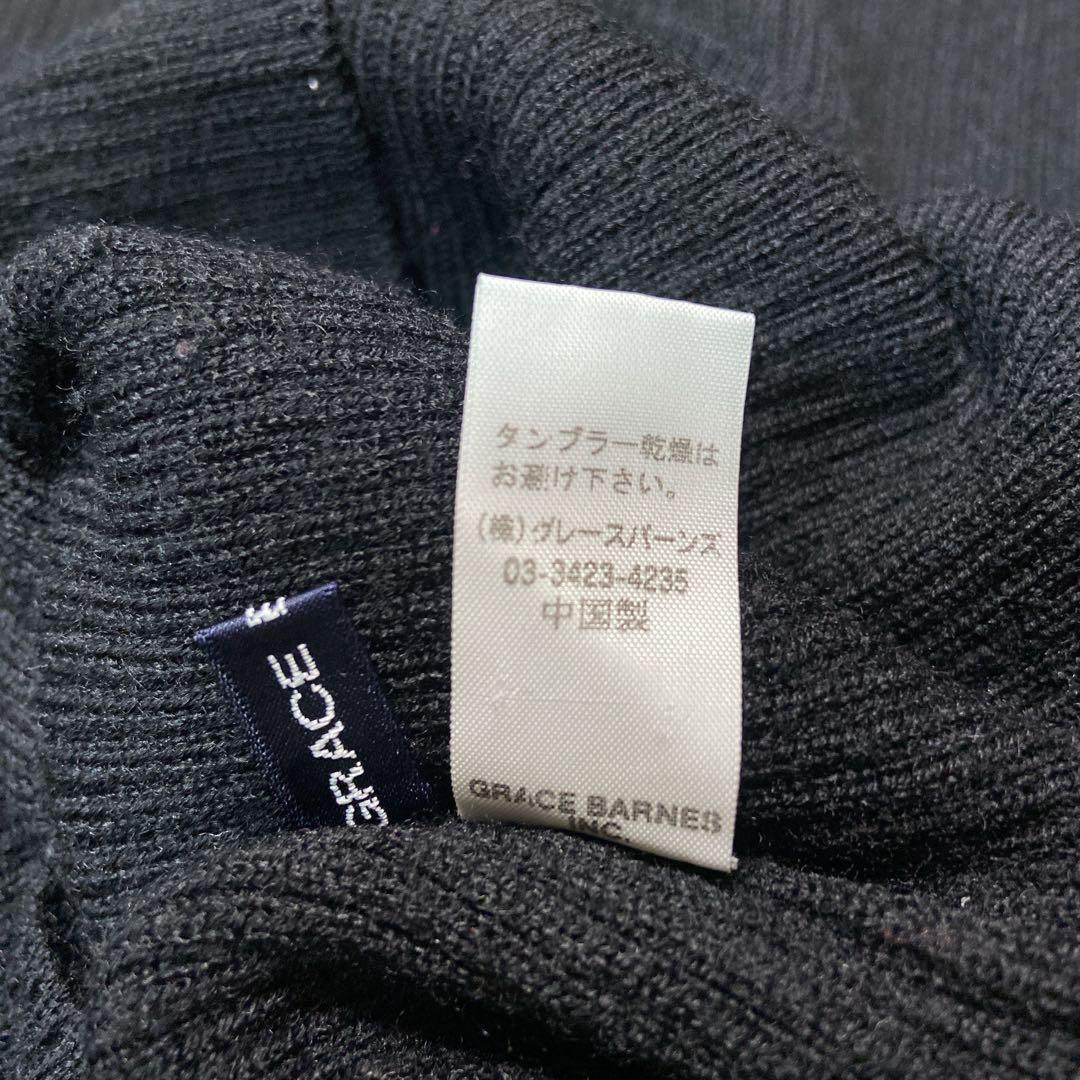 タンブラー乾燥は
お避け下さい。
(株)グレースバーンズ
03-3423-4235
中国製
GRACE BARNES
INC.
GRACE